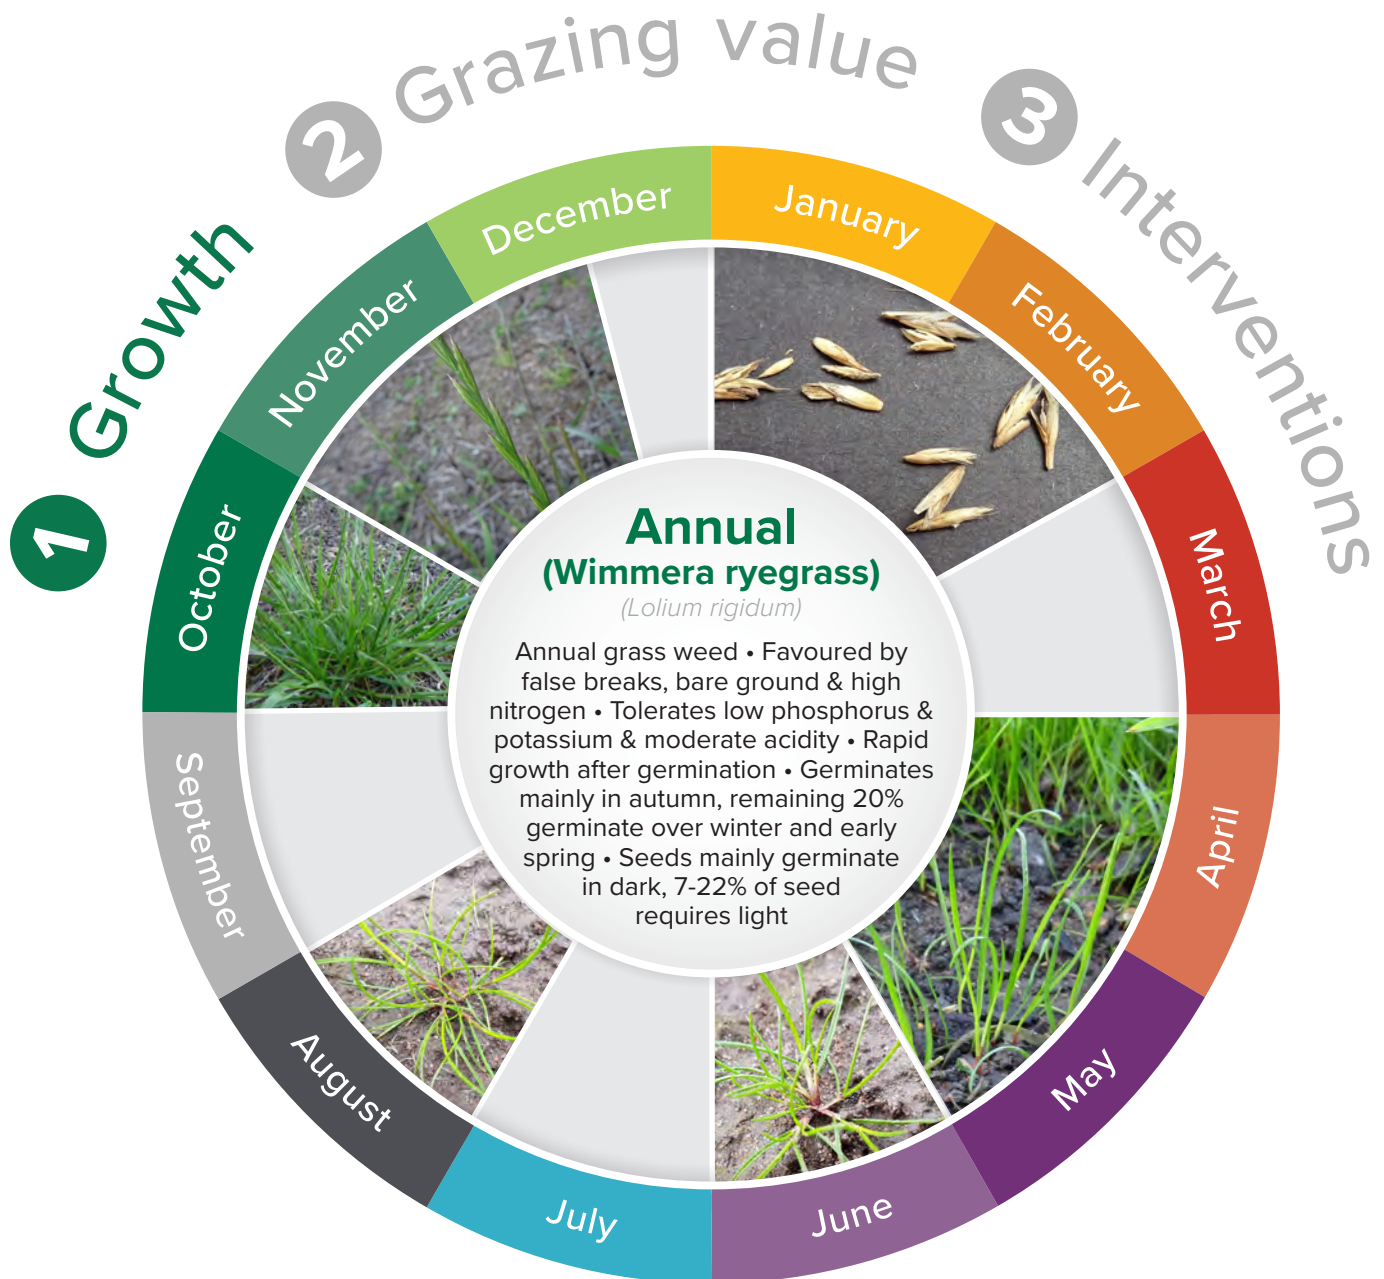 1 Growth
2 Grazing value
3 Interventions
January
February
March
April
May
June
July
August
September
October
November
December
Annual
(Wimmera ryegrass)
(Lolium rigidum)
Annual grass weed • Favoured by
false breaks, bare ground & high
nitrogen • Tolerates low phosphorus &
potassium & moderate acidity • Rapid
growth after germination • Germinates
mainly in autumn, remaining 20%
germinate over winter and early
spring • Seeds mainly germinate
in dark, 7-22% of seed
requires light